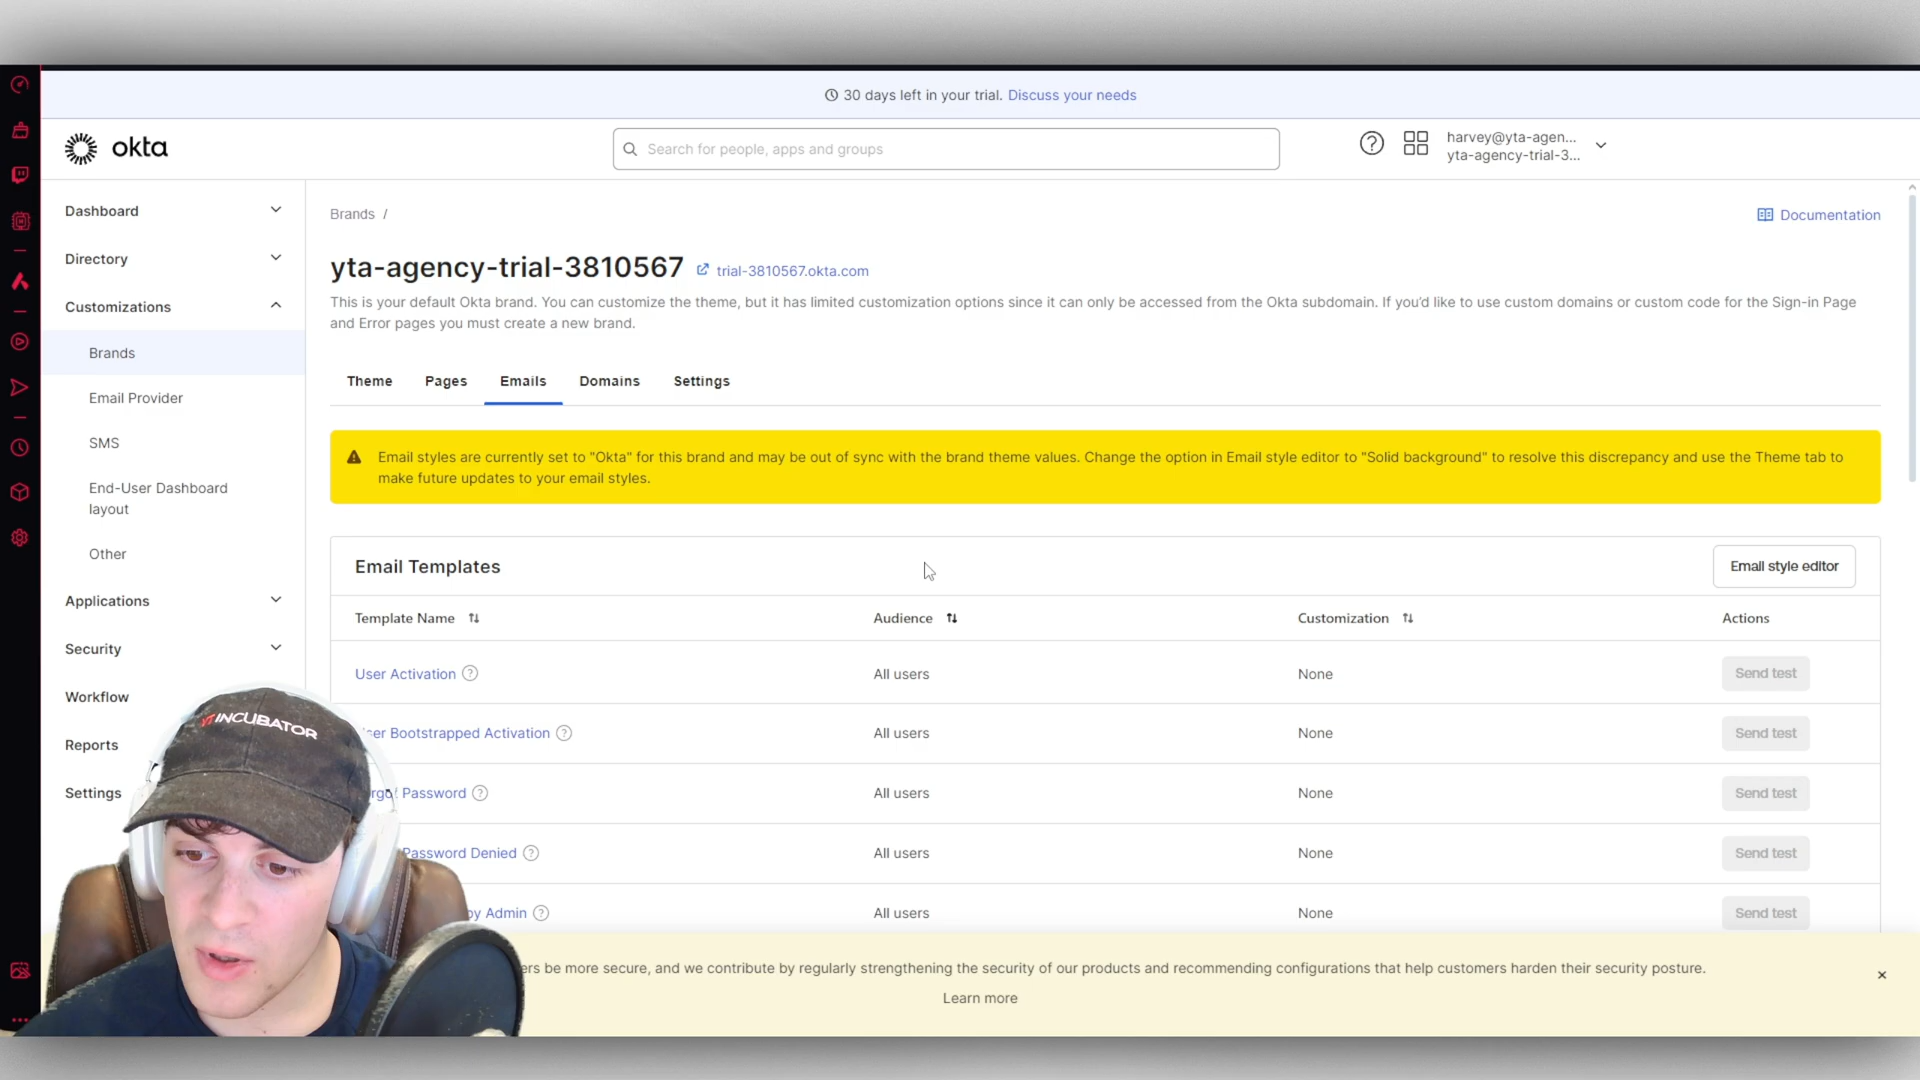 30 days left in your trial. Discuss your needs
okta
Search for people, apps and groups
harvey@yta-agen...
yta-agency-trial-3...
Dashboard
Directory
Customizations
Brands
Email Provider
SMS
End-User Dashboard
layout
Other
Applications
Security
Workflow
Reports
Settings
Brands /
Documentation
yta-agency-trial-3810567 trial-3810567.okta.com
This is your default Okta brand. You can customize the theme, but it has limited customization options since it can only be accessed from the Okta subdomain. If you'd like to use custom domains or custom code for the Sign-in Page
and Error pages you must create a new brand.
Theme Pages Emails Domains Settings
Email styles are currently set to "Okta" for this brand and may be out of sync with the brand theme values. Change the option in Email style editor to "Solid background" to resolve this discrepancy and use the Theme tab to
make future updates to your email styles.
Email Templates
Email style editor
Template Name Audience Customization Actions
User Activation All users None Send test
Bootstrapped Activation All users None Send test
Password All users None Send test
Password Denied All users None Send test
by Admin All users None Send test
be more secure, and we contribute by regularly strengthening the security of our products and recommending configurations that help customers harden their security posture.
Learn more
YTINCUBATOR